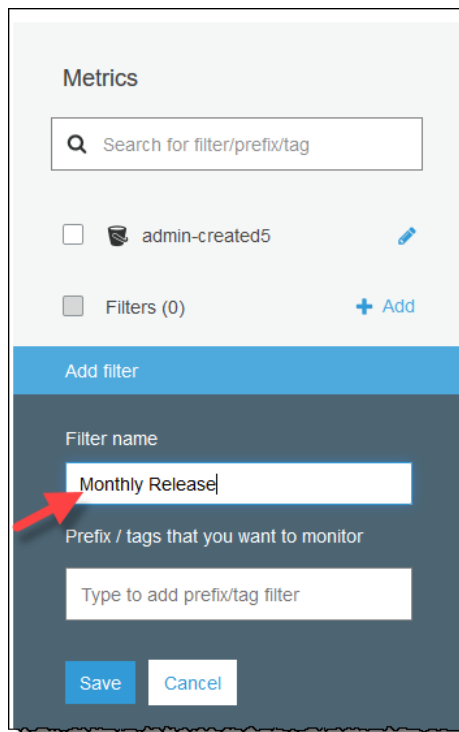 Metrics
Search for filter/prefix/tag
admin-created5
Filters (0) Add
Add filter
Filter name
Monthly Release
Prefix / tags that you want to monitor
Type to add prefix/tag filter
Save Cancel